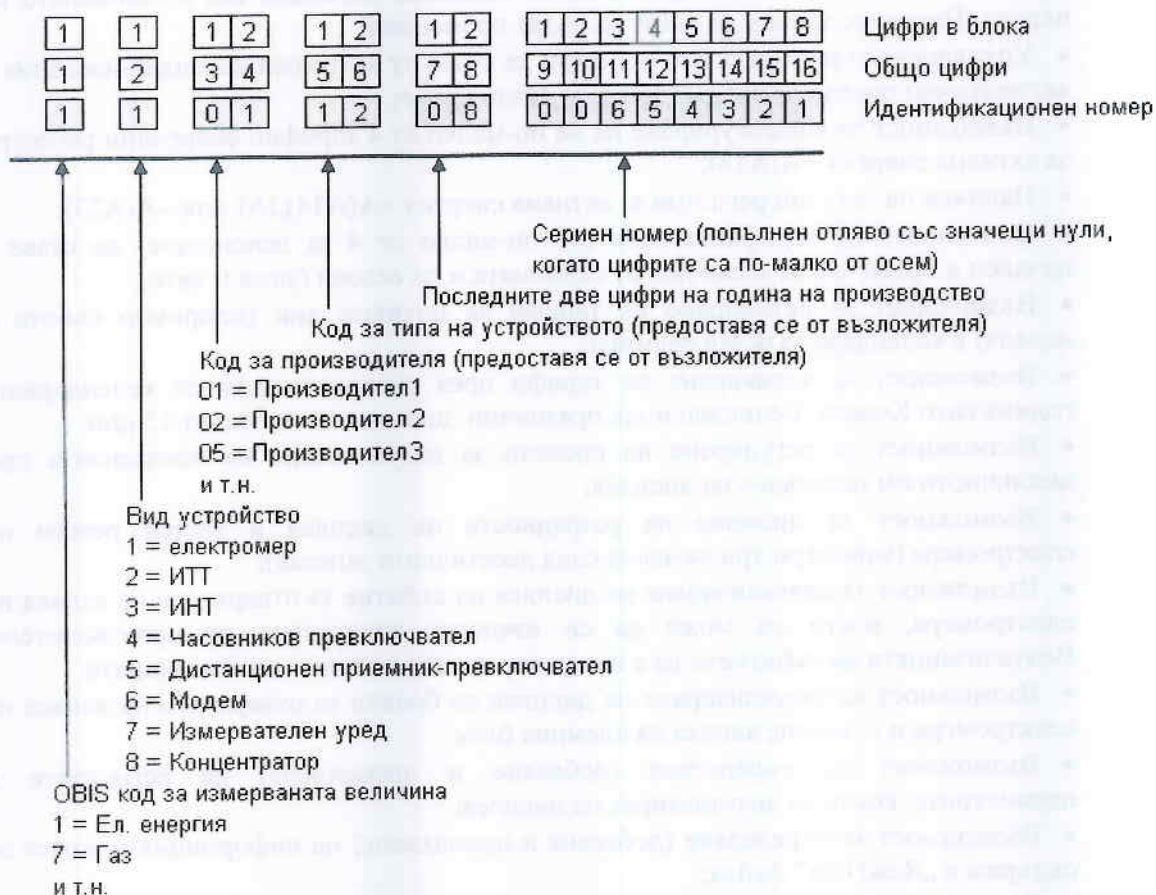 1 1 1 2 1 2 1 2 1 2 3 4 5 6 7 8 Цифри в блока
1 2 3 4 5 6 7 8 9 10 11 12 13 14 15 16 Общо цифри
1 1 0 1 1 2 0 8 0 0 6 5 4 3 2 1 Идентификационен номер
Сериен номер (попълнен отляво със значещи нули,
когато цифрите са по-малко от осем)
Последните две цифри на година на производство
Код за типа на устройството (предоставя се от възложителя)
Код за производителя (предоставя се от възложителя)
01 = Производител1
02 = Производител2
05 = Производител3
и т.н.
Вид устройство
1 = електромер
2 = ИТТ
3 = ИНТ
4 = Часовников превключвател
5 = Дистанционен приемник-превключвател
6 = Модем
7 = Измервателен уред
8 = Концентратор
OBIS код за измерваната величина
1 = Ел. енергия
7 = Газ
и т.н.